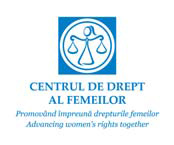 CENTRUL DE DREPT
AL FEMEILOR
Promovând împreună drepturile femeilor
Advancing women's rights together